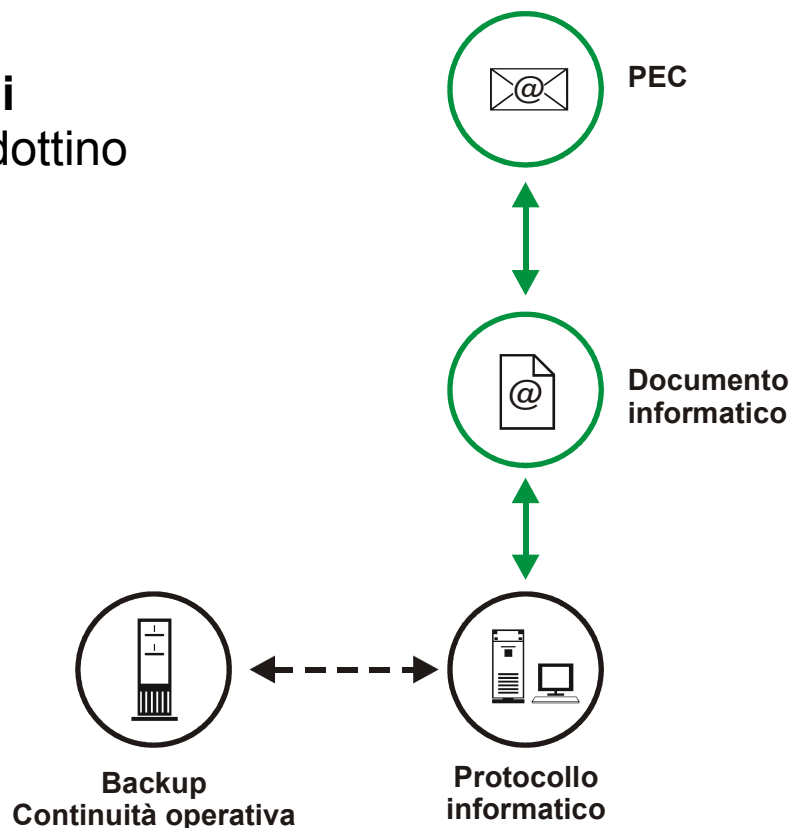 i
dottino
PEC
@
Documento
informatico
@
Backup
Continuità operativa
Protocollo
informatico